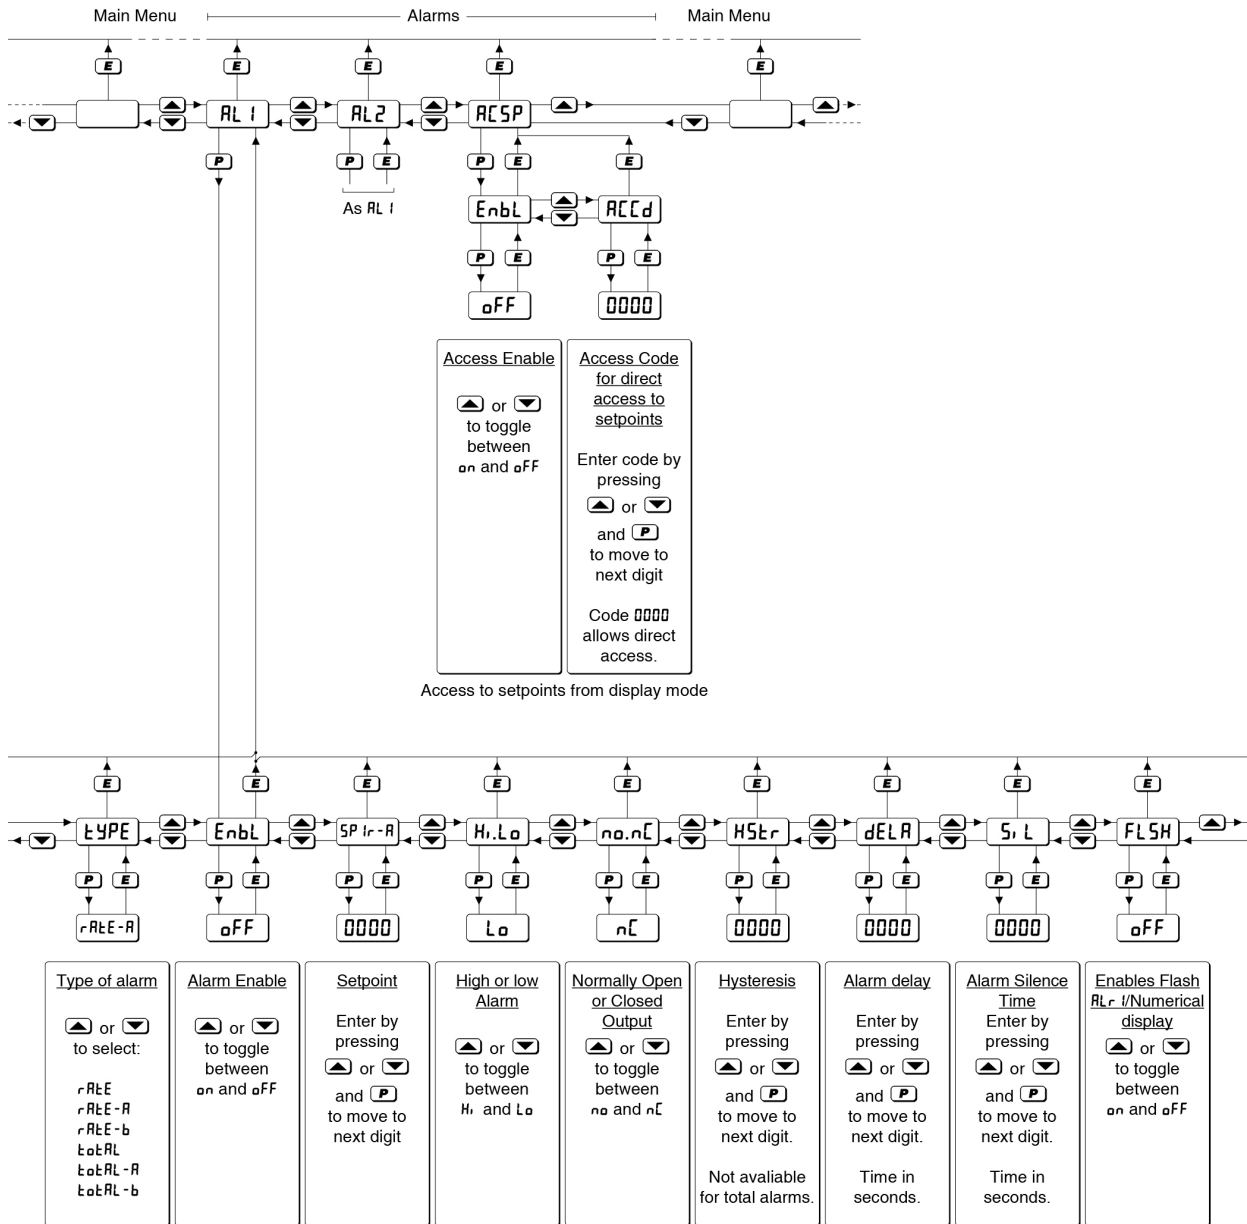 Main Menu Alarms Main Menu
E E E E E
AL1 AL2 ACSP
P P E P E E
As AL1
EnbL ACCd
P E P E
oFF 0000
Access Enable
or
to toggle
between
on and oFF
Access Code
for direct
access to
setpoints
Enter code by
pressing
or
and P
to move to
next digit
Code 0000
allows direct
access.
Access to setpoints from display mode
E E E E E E E E E
tYPE EnbL SP1r-A Hi.Lo no.nC HStr dELA Si L FLSH
P E P E P E P E P E P E P E P E P E
rAtE-A oFF 0000 Lo nC 0000 0000 0000 oFF
Type of alarm
or
to select:
rAtE
rAtE-A
rAtE-b
totAL
totAL-A
totAL-b
Alarm Enable
or
to toggle
between
on and oFF
Setpoint
Enter by
pressing
or
and P
to move to
next digit
High or low
Alarm
or
to toggle
between
Hi and Lo
Normally Open
or Closed
Output
or
to toggle
between
no and nC
Hysteresis
Enter by
pressing
or
and P
to move to
next digit.
Not avaliable
for total alarms.
Alarm delay
Enter by
pressing
or
and P
to move to
next digit.
Time in
seconds.
Alarm Silence
Time
Enter by
pressing
or
and P
to move to
next digit.
Time in
seconds.
Enables Flash
ALr1/Numerical
display
or
to toggle
between
on and oFF